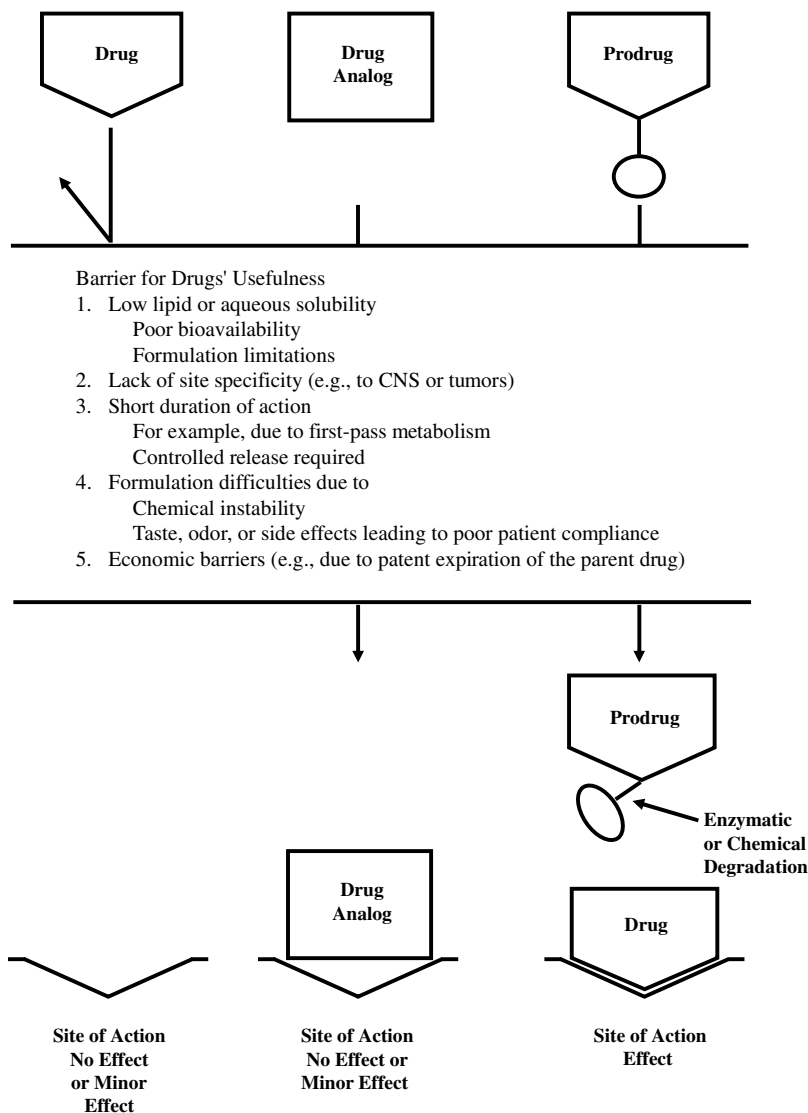 Drug
Drug
Analog
Prodrug
Barrier for Drugs' Usefulness
1. Low lipid or aqueous solubility
Poor bioavailability
Formulation limitations
2. Lack of site specificity (e.g., to CNS or tumors)
3. Short duration of action
For example, due to first-pass metabolism
Controlled release required
4. Formulation difficulties due to
Chemical instability
Taste, odor, or side effects leading to poor patient compliance
5. Economic barriers (e.g., due to patent expiration of the parent drug)
Prodrug
Enzymatic
or Chemical
Degradation
Drug
Analog
Drug
Site of Action
No Effect
or Minor
Effect
Site of Action
No Effect or
Minor Effect
Site of Action
Effect